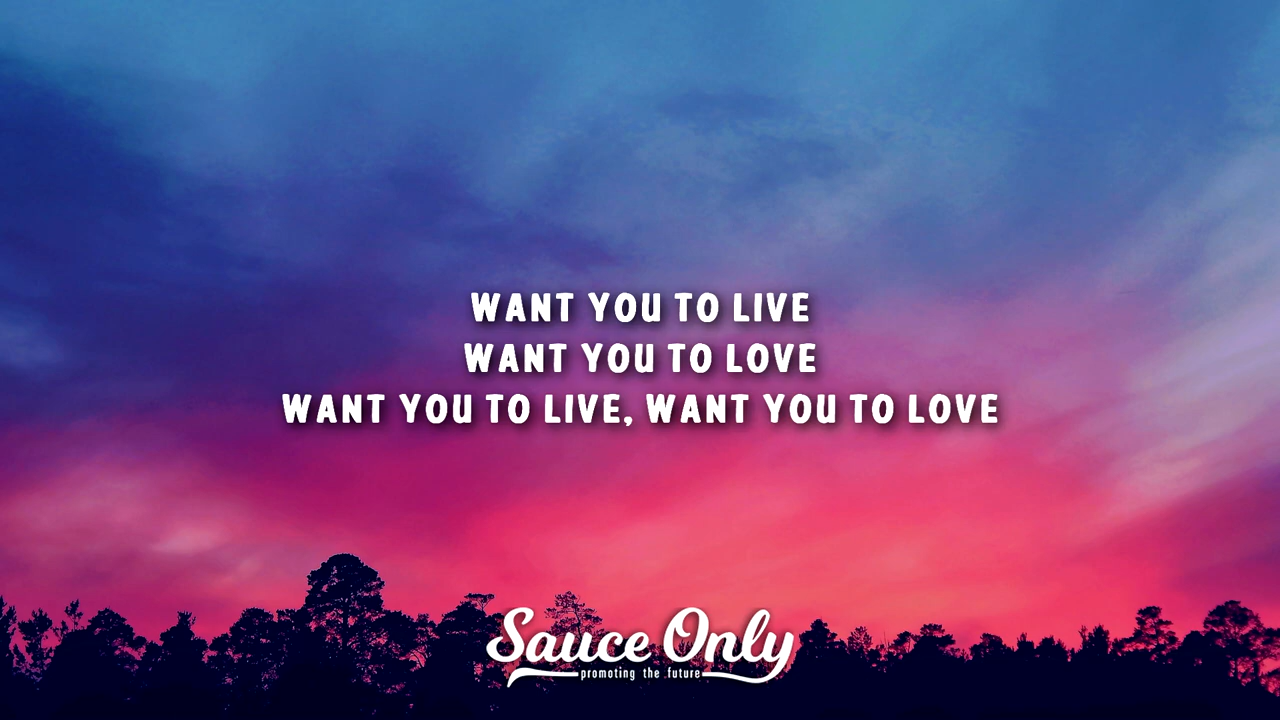 WANT YOU TO LIVE
WANT YOU TO LOVE
WANT YOU TO LIVE, WANT YOU TO LOVE
Sauce Only
promoting the future